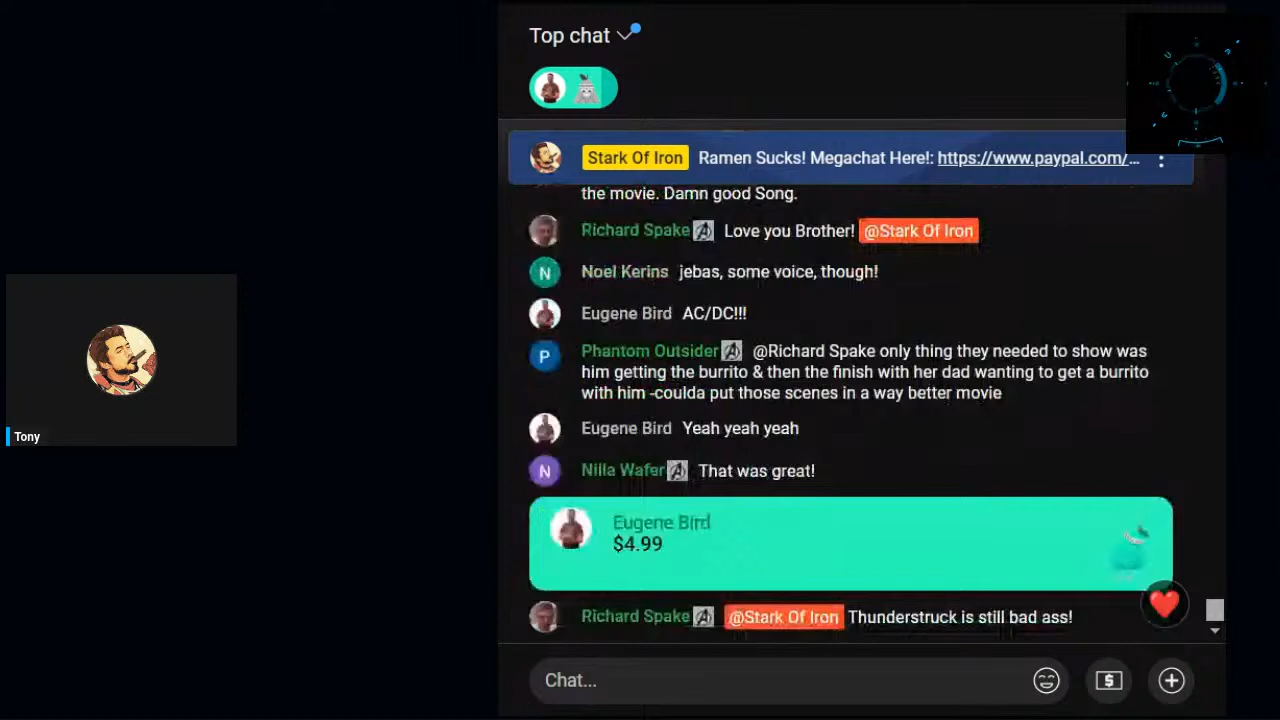 Top chat
Stark Of Iron Ramen Sucks! Megachat Here!: https://www.paypal.com/…
the movie. Damn good Song.
Richard Spake Love you Brother! @Stark Of Iron
N Noel Kerins jebas, some voice, though!
Eugene Bird AC/DC!!!
P Phantom Outsider @Richard Spake only thing they needed to show was
him getting the burrito & then the finish with her dad wanting to get a burrito
with him -coulda put those scenes in a way better movie
Eugene Bird Yeah yeah yeah
Tony
N Nilla Wafer That was great!
Eugene Bird
$4.99
Richard Spake @Stark Of Iron Thunderstruck is still bad ass!
Chat...